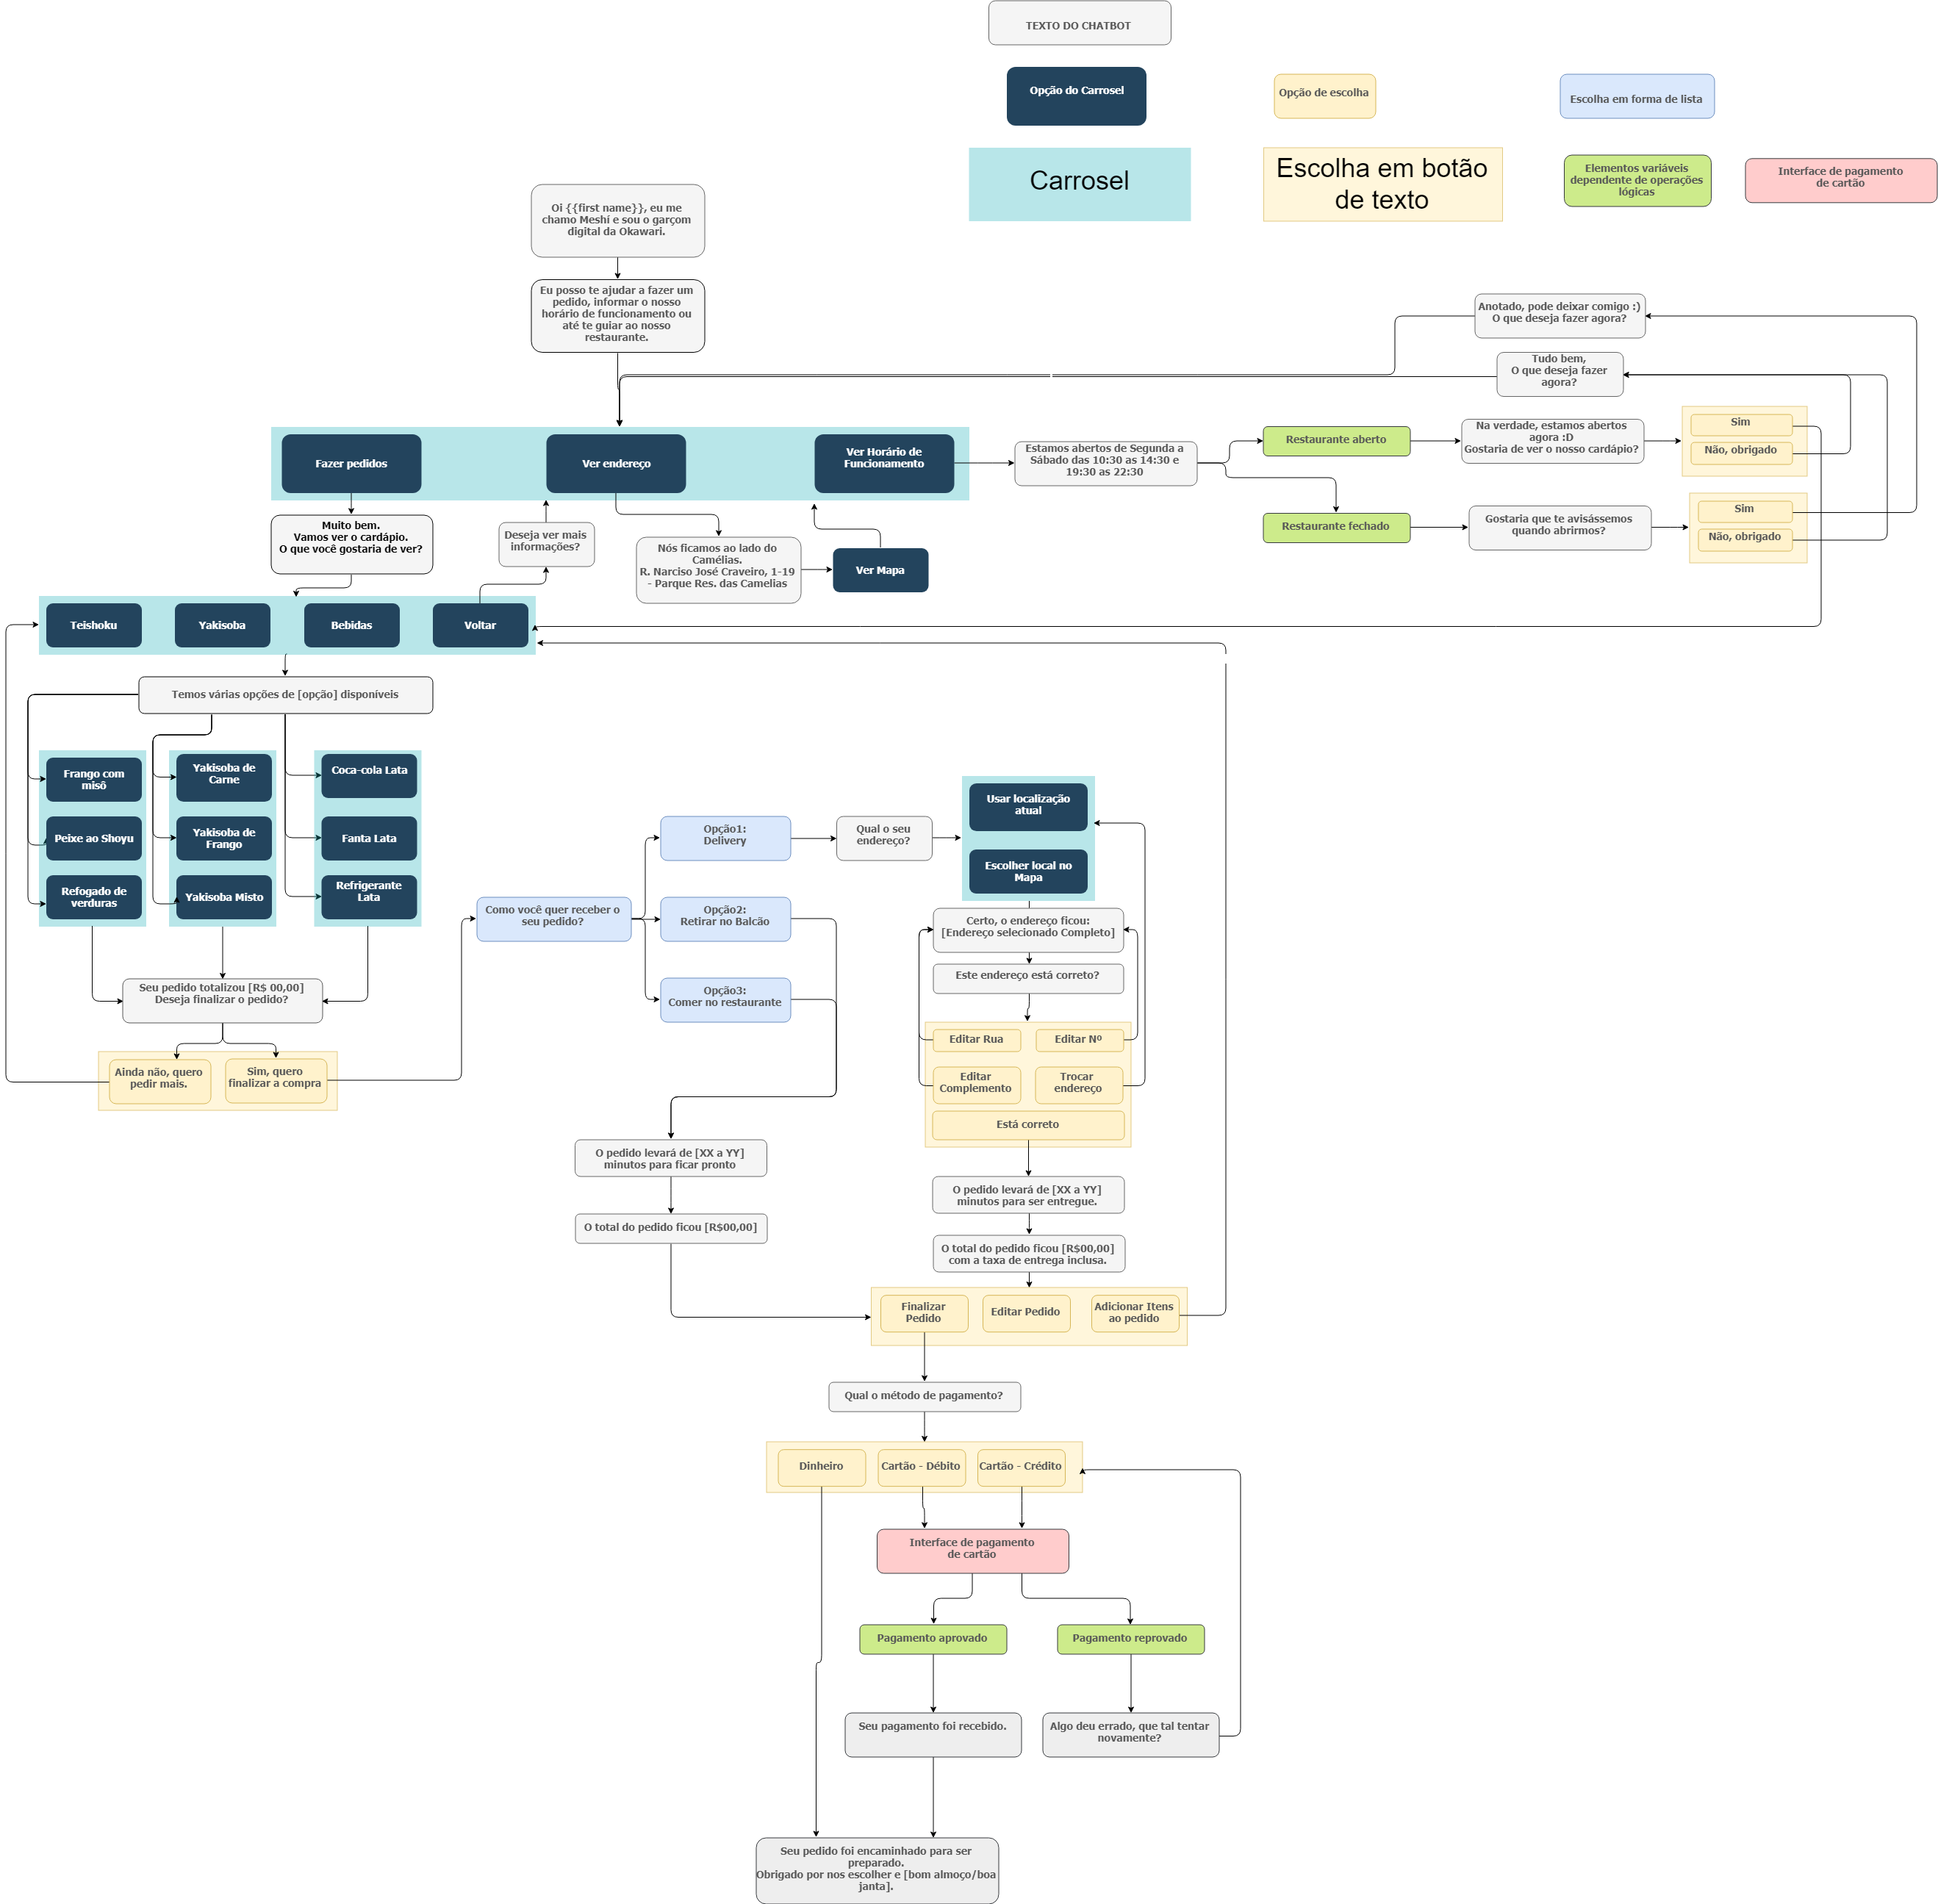 TEXTO DO CHATBOT
Opção do Carrosel
Opção de escolha
Escolha em forma de lista
Carrosel
Escolha em botão
de texto
Elementos variáveis
dependente de operações
lógicas
Interface de pagamento
de cartão
Oi {{first name}}, eu me
chamo Meshí e sou o garçom
digital da Okawari.
Eu posso te ajudar a fazer um
pedido, informar o nosso
horário de funcionamento ou
até te guiar ao nosso
restaurante.
Anotado, pode deixar comigo :)
O que deseja fazer agora?
Tudo bem,
O que deseja fazer
agora?
Fazer pedidos
Ver endereço
Ver Horário de
Funcionamento
Estamos abertos de Segunda a
Sábado das 10:30 as 14:30 e
19:30 as 22:30
Restaurante aberto
Na verdade, estamos abertos
agora :D
Gostaria de ver o nosso cardápio?
Sim
Não, obrigado
Restaurante fechado
Gostaria que te avisássemos
quando abrirmos?
Sim
Não, obrigado
Muito bem.
Vamos ver o cardápio.
O que você gostaria de ver?
Deseja ver mais
informações?
Nós ficamos ao lado do
Camélias.
R. Narciso José Craveiro, 1-19
- Parque Res. das Camelias
Ver Mapa
Teishoku
Yakisoba
Bebidas
Voltar
Temos várias opções de [opção] disponíveis
Frango com
misô
Peixe ao Shoyu
Refogado de
verduras
Yakisoba de
Carne
Yakisoba de
Frango
Yakisoba Misto
Coca-cola Lata
Fanta Lata
Refrigerante
Lata
Seu pedido totalizou [R$ 00,00]
Deseja finalizar o pedido?
Ainda não, quero
pedir mais.
Sim, quero
finalizar a compra
Como você quer receber o
seu pedido?
Opção1:
Delivery
Opção2:
Retirar no Balcão
Opção3:
Comer no restaurante
Qual o seu
endereço?
Usar localização
atual
Escolher local no
Mapa
Certo, o endereço ficou:
[Endereço selecionado Completo]
Este endereço está correto?
Editar Rua
Editar Nº
Editar
Complemento
Trocar
endereço
Está correto
O pedido levará de [XX a YY]
minutos para ficar pronto
O total do pedido ficou [R$00,00]
O pedido levará de [XX a YY]
minutos para ser entregue.
O total do pedido ficou [R$00,00]
com a taxa de entrega inclusa.
Finalizar
Pedido
Editar Pedido
Adicionar Itens
ao pedido
Qual o método de pagamento?
Dinheiro
Cartão - Débito
Cartão - Crédito
Interface de pagamento
de cartão
Pagamento aprovado
Pagamento reprovado
Seu pagamento foi recebido.
Algo deu errado, que tal tentar
novamente?
Seu pedido foi encaminhado para ser
preparado.
Obrigado por nos escolher e [bom almoço/boa
janta].